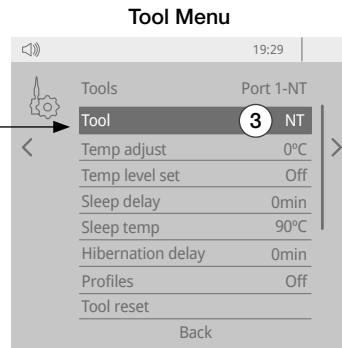 Tool Menu
19:29
Tools Port 1-NT
Tool 3 NT
Temp adjust 0ºC
Temp level set Off
Sleep delay 0min
Sleep temp 90ºC
Hibernation delay 0min
Profiles Off
Tool reset
Back